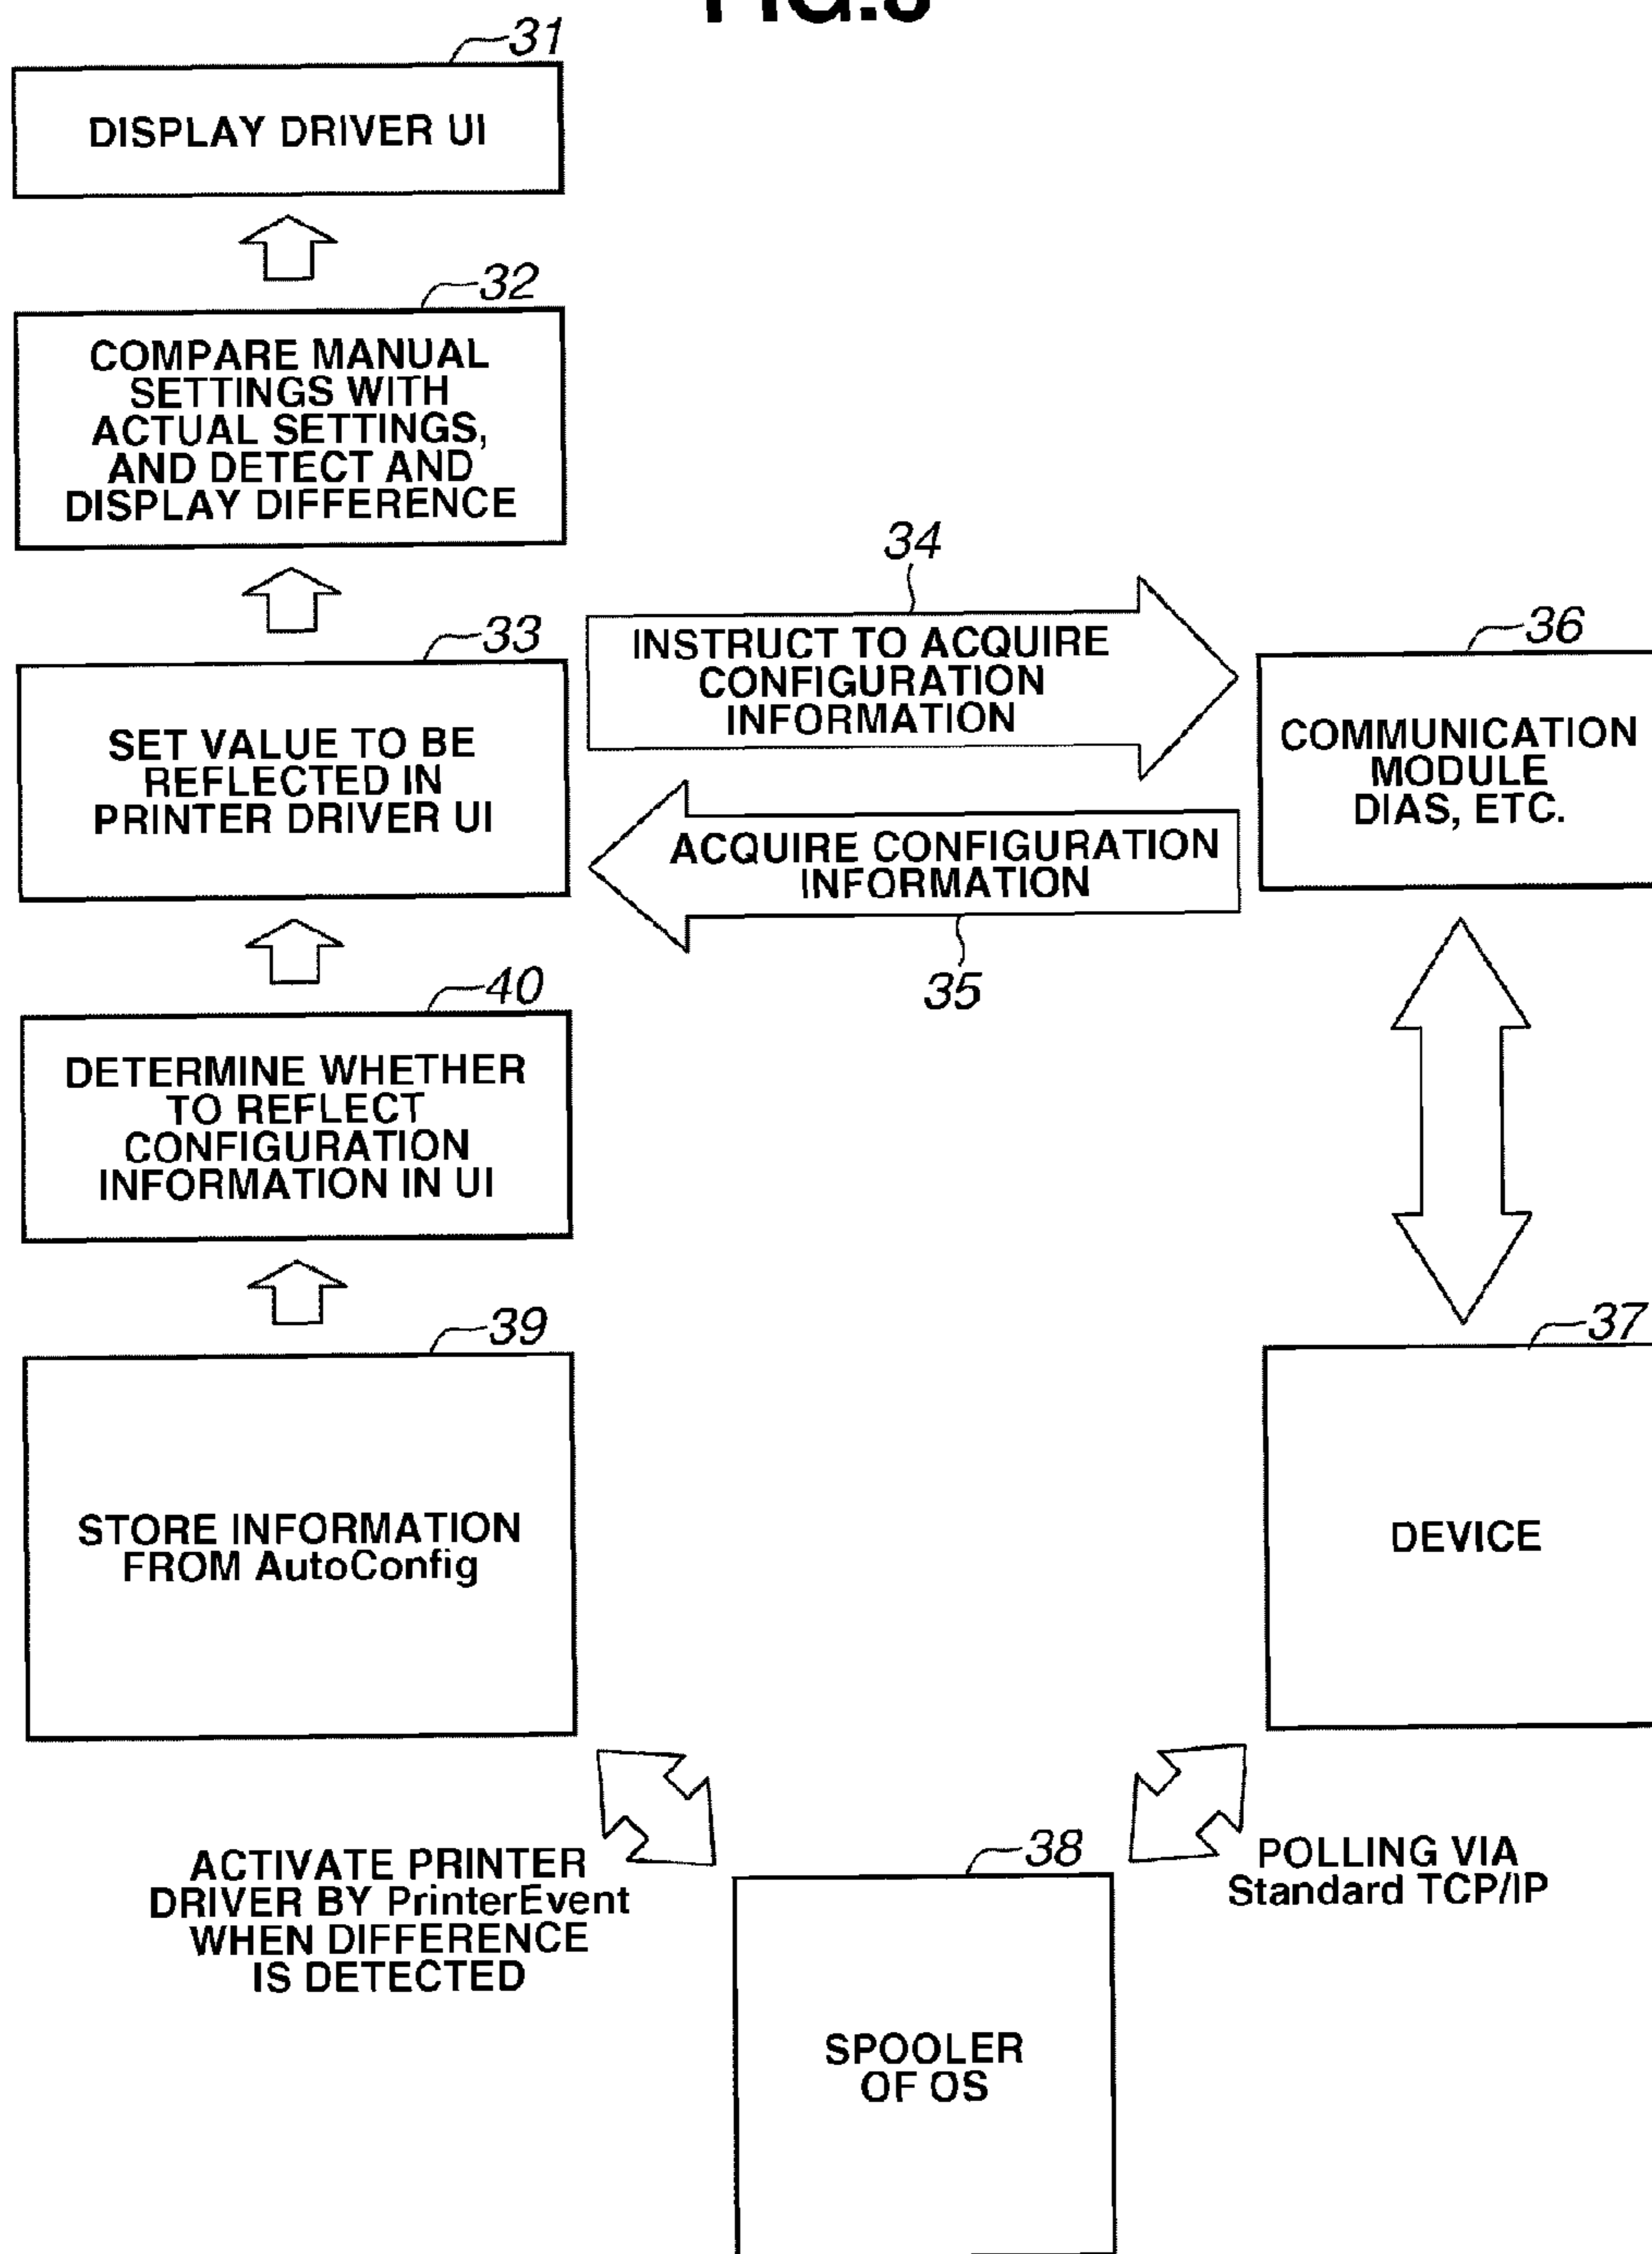 31
DISPLAY DRIVER UI
32
COMPARE MANUAL
SETTINGS WITH
ACTUAL SETTINGS,
AND DETECT AND
DISPLAY DIFFERENCE
34
INSTRUCT TO ACQUIRE
CONFIGURATION
INFORMATION
33
SET VALUE TO BE
REFLECTED IN
PRINTER DRIVER UI
36
COMMUNICATION
MODULE
DIAS, ETC.
ACQUIRE CONFIGURATION
INFORMATION
35
40
DETERMINE WHETHER
TO REFLECT
CONFIGURATION
INFORMATION IN UI
39
STORE INFORMATION
FROM AutoConfig
37
DEVICE
ACTIVATE PRINTER
DRIVER BY PrinterEvent
WHEN DIFFERENCE
IS DETECTED
38
SPOOLER
OF OS
POLLING VIA
Standard TCP/IP